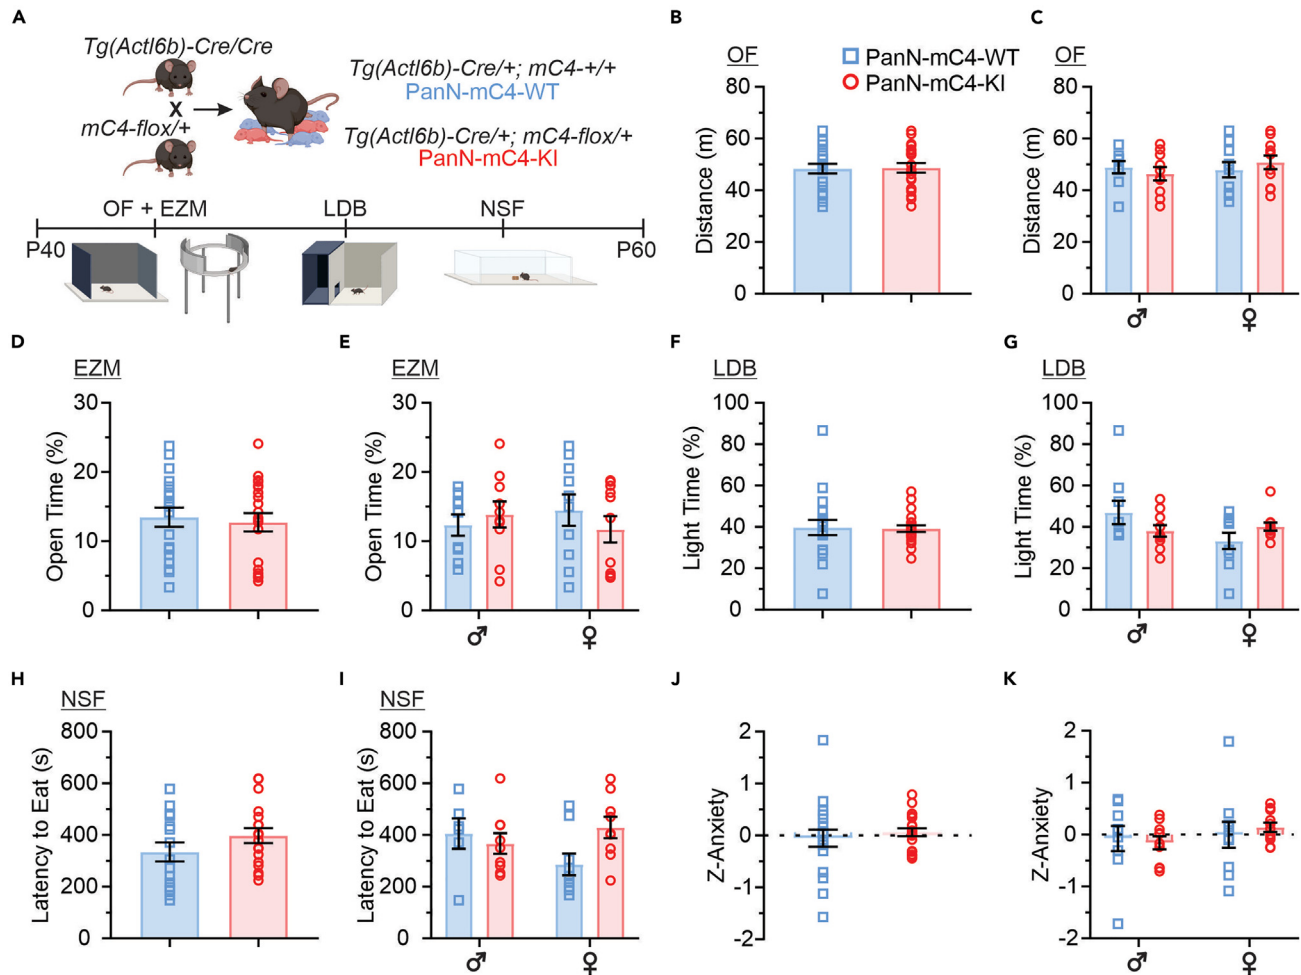 A
Tg(Actl6b)-Cre/Cre
X
mC4-flox/+
Tg(Actl6b)-Cre/+; mC4-+/+
PanN-mC4-WT
Tg(Actl6b)-Cre/+; mC4-flox/+
PanN-mC4-KI
OF + EZM
LDB
NSF
P40
P60
B
OF
Distance (m)
80
60
40
20
0
PanN-mC4-WT
PanN-mC4-KI
C
OF
Distance (m)
80
60
40
20
0
♂
♀
D
EZM
Open Time (%)
30
20
10
0
E
EZM
Open Time (%)
30
20
10
0
♂
♀
F
LDB
Light Time (%)
100
80
60
40
20
0
G
LDB
Light Time (%)
100
80
60
40
20
0
♂
♀
H
NSF
Latency to Eat (s)
800
600
400
200
0
I
NSF
Latency to Eat (s)
800
600
400
200
0
♂
♀
J
Z-Anxiety
2
1
0
-1
-2
K
Z-Anxiety
2
1
0
-1
-2
♂
♀